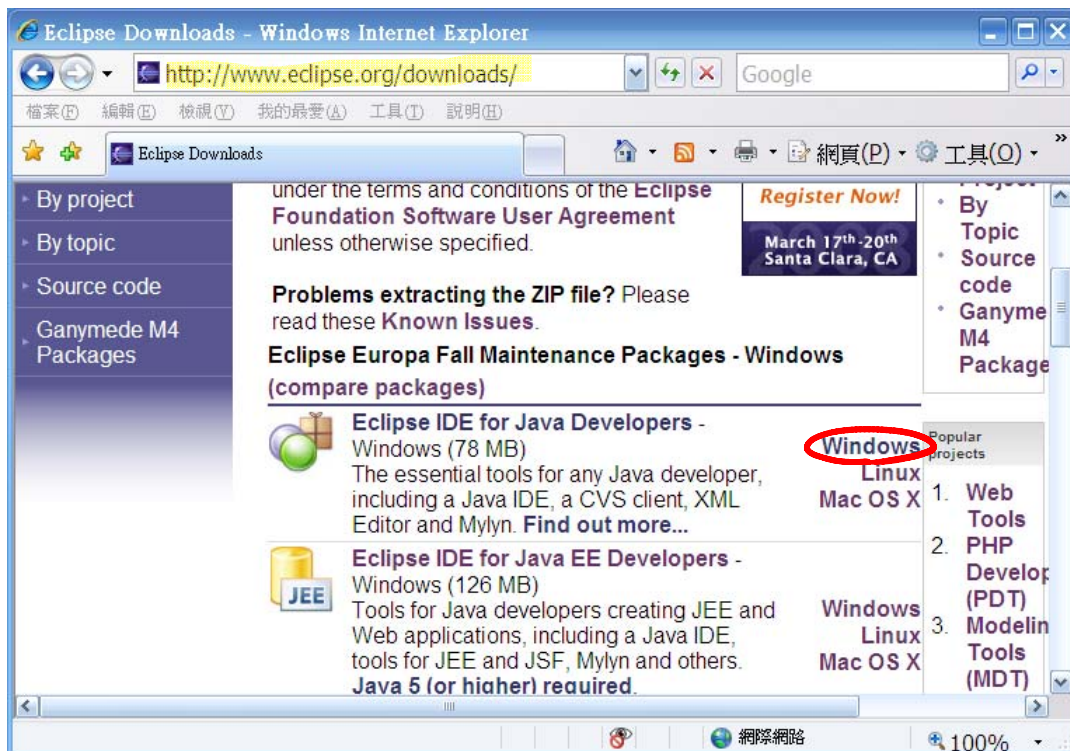 Eclipse Downloads - Windows Internet Explorer
http://www.eclipse.org/downloads/
Google
檔案(F) 編輯(E) 檢視(V) 我的最愛(A) 工具(T) 說明(H)
Eclipse Downloads
網頁(P)
工具(O)
»
By project
By topic
Source code
Ganymede M4
Packages
under the terms and conditions of the Eclipse
Foundation Software User Agreement
unless otherwise specified.
Problems extracting the ZIP file? Please
read these Known Issues.
Eclipse Europa Fall Maintenance Packages - Windows
(compare packages)
Eclipse IDE for Java Developers -
Windows (78 MB)
The essential tools for any Java developer,
including a Java IDE, a CVS client, XML
Editor and Mylyn. Find out more...
Windows
Linux
Mac OS X
JEE
Eclipse IDE for Java EE Developers -
Windows (126 MB)
Tools for Java developers creating JEE and
Web applications, including a Java IDE,
tools for JEE and JSF, Mylyn and others.
Java 5 (or higher) required.
Windows
Linux
Mac OS X
Register Now!
March 17th-20th
Santa Clara, CA
Project
By
Topic
Source
code
Ganyme
M4
Package
Popular
projects
1. Web
Tools
2. PHP
Develop
(PDT)
3. Modelin
Tools
(MDT)
網際網路
100%